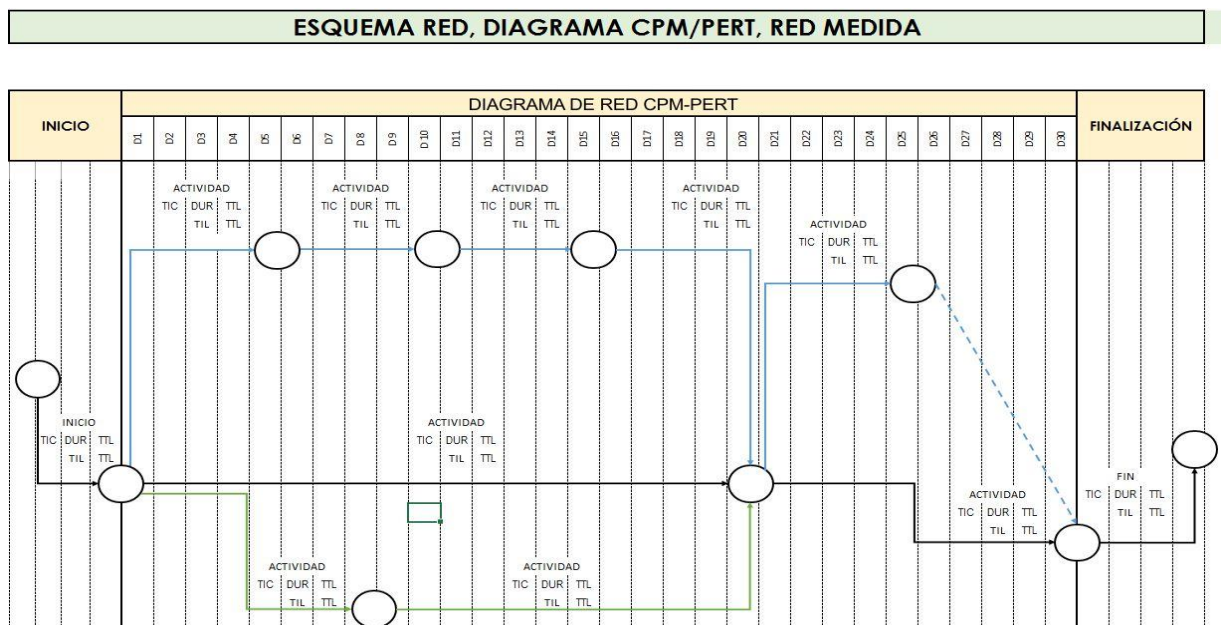 ESQUEMA RED, DIAGRAMA CPM/PERT, RED MEDIDA
INICIO
DIAGRAMA DE RED CPM-PERT
FINALIZACIÓN
D1 D2 D3 D4 D5 D6 D7 D8 D9 D10 D11 D12 D13 D14 D15 D16 D17 D18 D19 D20 D21 D22 D23 D24 D25 D26 D27 D28 D29 D30
ACTIVIDAD
TIC DUR TTL
TIL TTL
ACTIVIDAD
TIC DUR TTL
TIL TTL
ACTIVIDAD
TIC DUR TTL
TIL TTL
ACTIVIDAD
TIC DUR TTL
TIL TTL
ACTIVIDAD
TIC DUR TTL
TIL TTL
INICIO
TIC DUR TTL
TIL TTL
ACTIVIDAD
TIC DUR TTL
TIL TTL
FIN
TIC DUR TTL
TIL TTL
ACTIVIDAD
TIC DUR TTL
TIL TTL
ACTIVIDAD
TIC DUR TTL
TIL TTL
ACTIVIDAD
TIC DUR TTL
TIL TTL